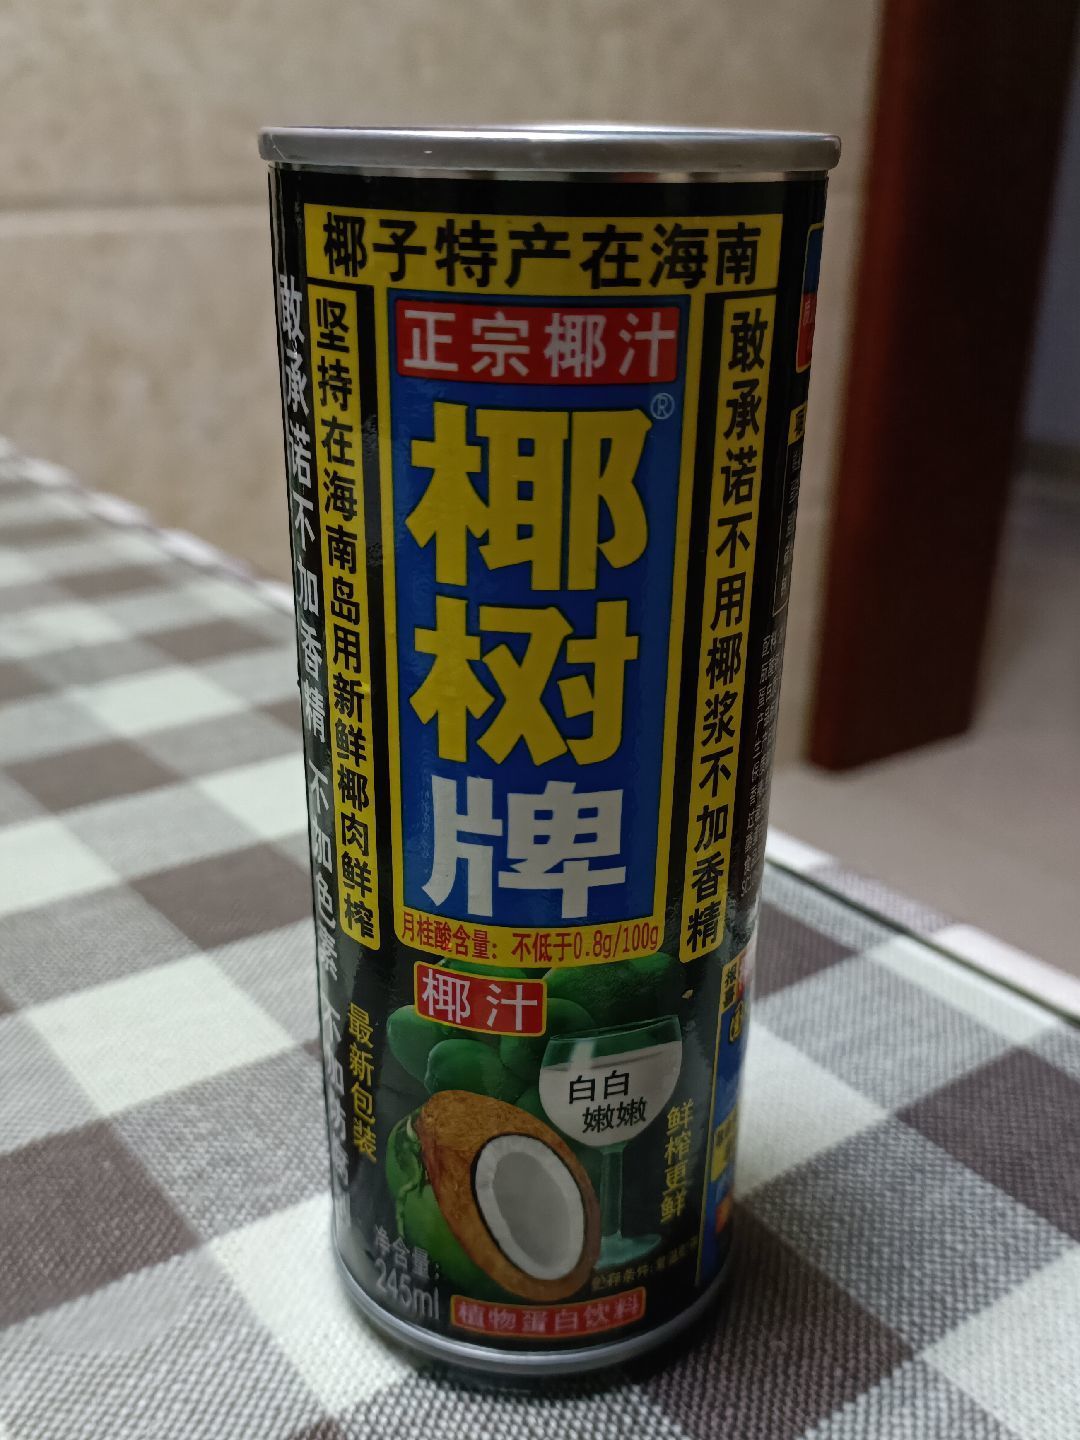 椰子特产在海南
正宗椰汁
椰树牌®
坚持在海南岛用新鲜椰肉鲜榨
敢承诺不用椰浆不加香精
敢承诺不加香精 不加色素
月桂酸含量：不低于0.8g/100g
椰汁
最新包装
白白
嫩嫩
鲜榨更鲜
净含量：
245ml
植物蛋白饮料